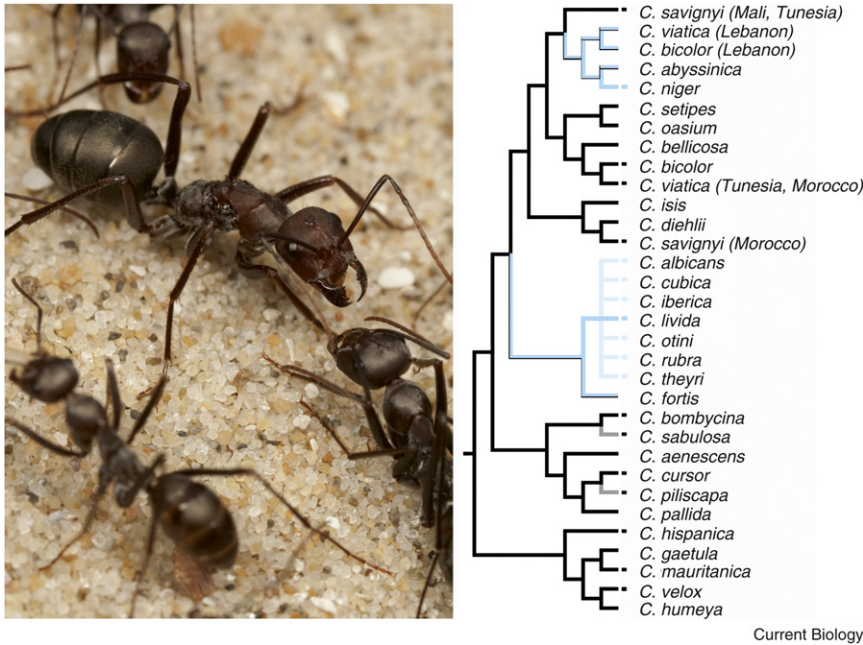 C. savignyi (Mali, Tunesia)
C. viatica (Lebanon)
C. bicolor (Lebanon)
C. abyssinica
C. niger
C. setipes
C. oasium
C. bellicosa
C. bicolor
C. viatica (Tunesia, Morocco)
C. isis
C. diehlii
C. savignyi (Morocco)
C. albicans
C. cubica
C. iberica
C. livida
C. otini
C. rubra
C. theyri
C. fortis
C. bombycina
C. sabulosa
C. aenescens
C. cursor
C. piliscapa
C. pallida
C. hispanica
C. gaetula
C. mauritanica
C. velox
C. humeya
Current Biology